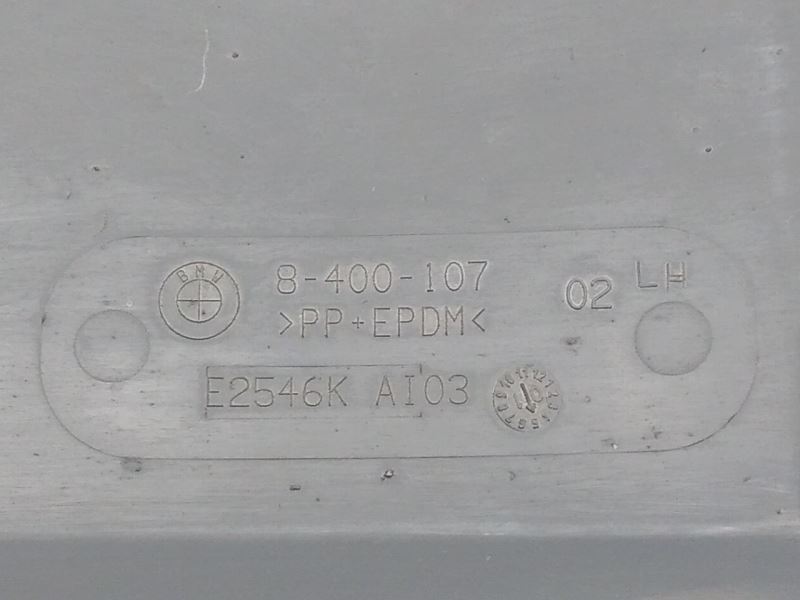 BMW
8-400-107
>PP+EPDM<
02
LH
E2546K AI03